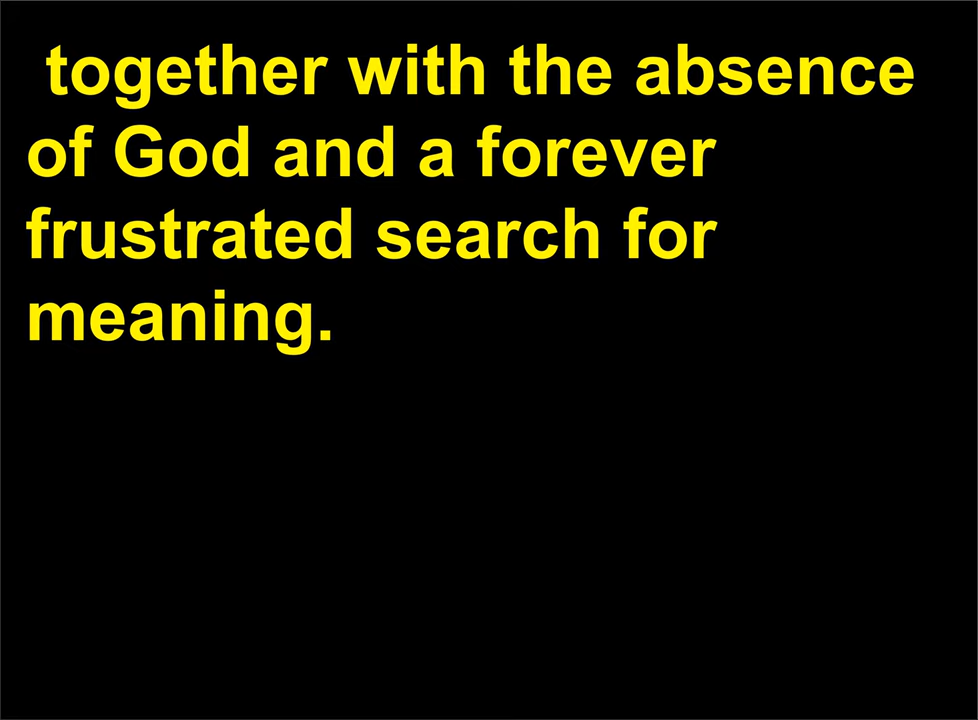 together with the absence
of God and a forever
frustrated search for
meaning.